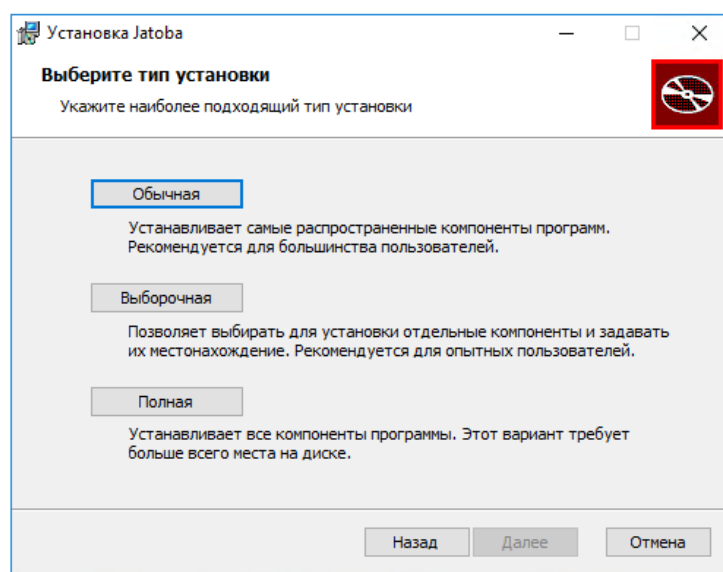 Установка Jatoba
Выберите тип установки
Укажите наиболее подходящий тип установки
Обычная
Устанавливает самые распространенные компоненты программ.
Рекомендуется для большинства пользователей.
Выборочная
Позволяет выбирать для установки отдельные компоненты и задавать
их местонахождение. Рекомендуется для опытных пользователей.
Полная
Устанавливает все компоненты программы. Этот вариант требует
больше всего места на диске.
Назад
Далее
Отмена